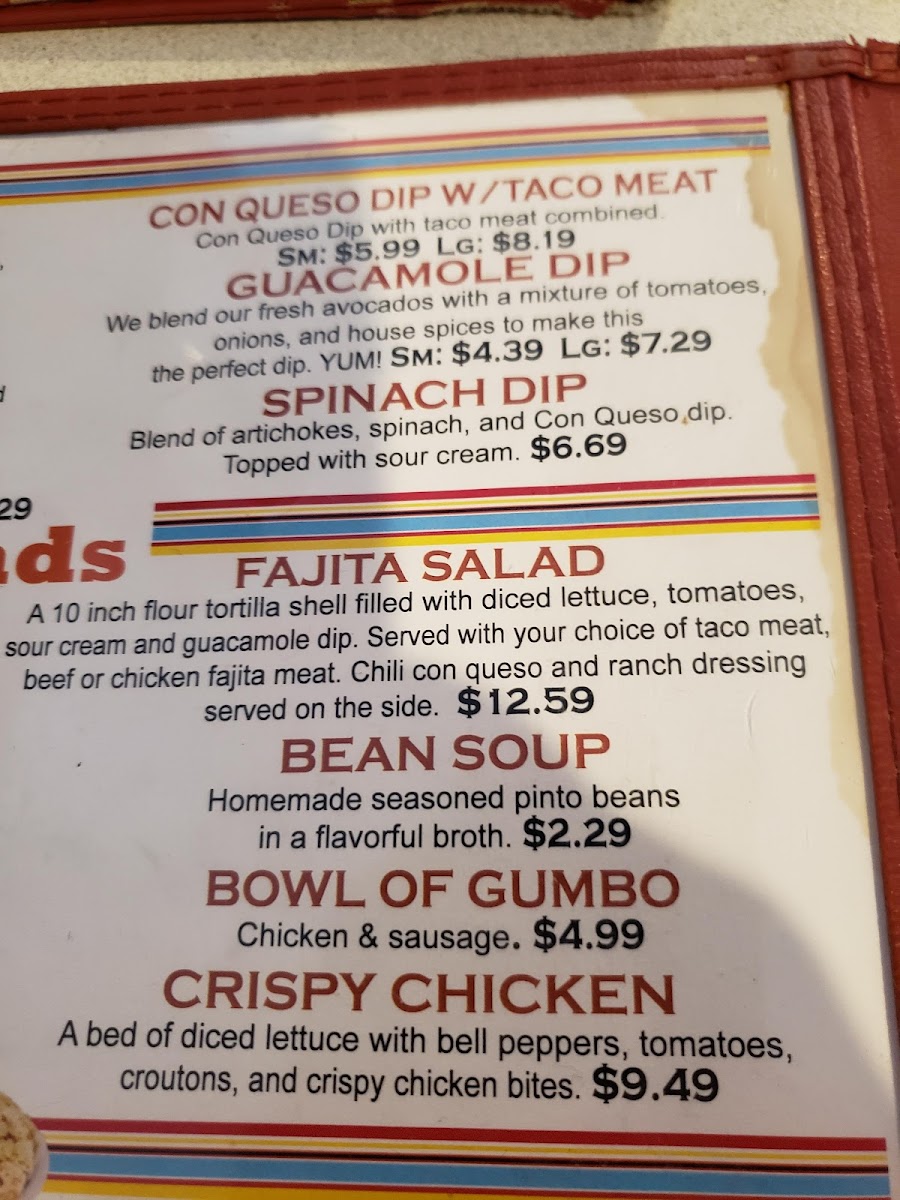 CON QUESO DIP W/TACO MEAT
Con Queso Dip with taco meat combined.
SM: $5.99 LG: $8.19
GUACAMOLE DIP
We blend our fresh avocados with a mixture of tomatoes,
onions, and house spices to make this
the perfect dip. YUM! SM: $4.39 LG: $7.29
SPINACH DIP
Blend of artichokes, spinach, and Con Queso dip.
Topped with sour cream. $6.69
29
ds
FAJITA SALAD
A 10 inch flour tortilla shell filled with diced lettuce, tomatoes,
sour cream and guacamole dip. Served with your choice of taco meat,
beef or chicken fajita meat. Chili con queso and ranch dressing
served on the side. $12.59
BEAN SOUP
Homemade seasoned pinto beans
in a flavorful broth. $2.29
BOWL OF GUMBO
Chicken & sausage. $4.99
CRISPY CHICKEN
A bed of diced lettuce with bell peppers, tomatoes,
croutons, and crispy chicken bites. $9.49